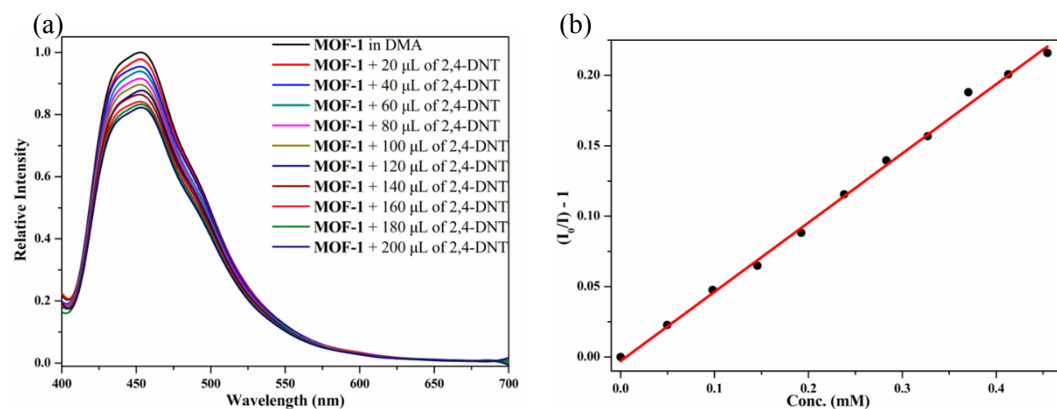 (a)
MOF-1 in DMA
MOF-1 + 20 μL of 2,4-DNT
MOF-1 + 40 μL of 2,4-DNT
MOF-1 + 60 μL of 2,4-DNT
MOF-1 + 80 μL of 2,4-DNT
MOF-1 + 100 μL of 2,4-DNT
MOF-1 + 120 μL of 2,4-DNT
MOF-1 + 140 μL of 2,4-DNT
MOF-1 + 160 μL of 2,4-DNT
MOF-1 + 180 μL of 2,4-DNT
MOF-1 + 200 μL of 2,4-DNT
Relative Intensity
1.0
0.8
0.6
0.4
0.2
0.0
400 450 500 550 600 650 700
Wavelength (nm)
(b)
(I0/I) - 1
0.20
0.15
0.10
0.05
0.00
0.0 0.1 0.2 0.3 0.4
Conc. (mM)